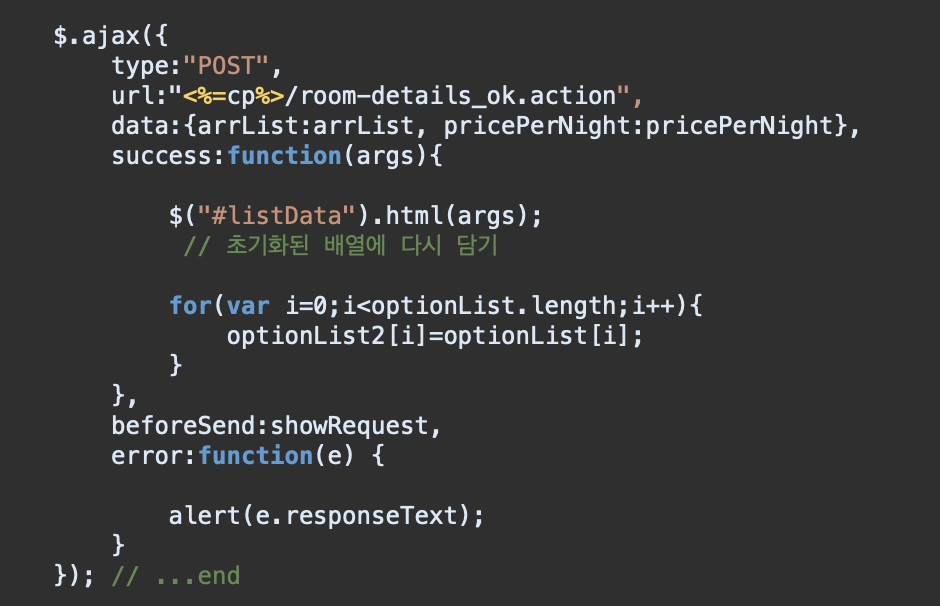 $.ajax({
    type:"POST",
    url:"<%=cp%>/room-details_ok.action",
    data:{arrList:arrList, pricePerNight:pricePerNight},
    success:function(args){
        $("#listData").html(args);
         // 초기화된 배열에 다시 담기
        for(var i=0;i<optionList.length;i++){
            optionList2[i]=optionList[i];
        }
    },
    beforeSend:showRequest,
    error:function(e) {
        alert(e.responseText);
    }
}); // ...end